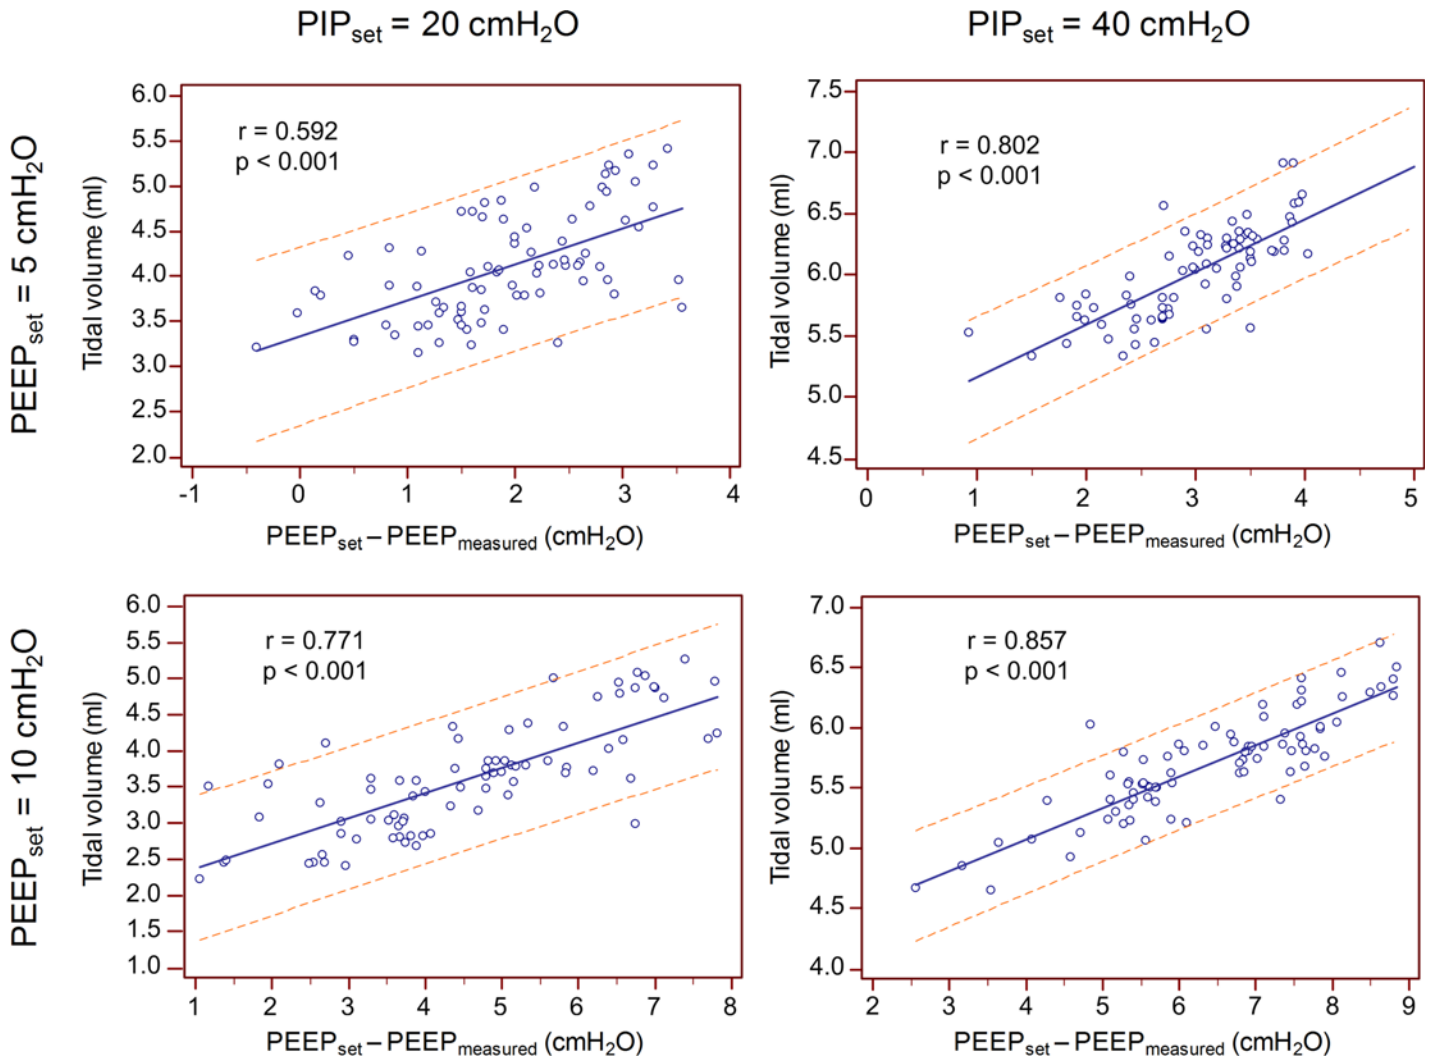 PIPset = 20 cmH2O
PIPset = 40 cmH2O
PEEPset = 5 cmH2O
Tidal volume (ml)
6.0
5.5
5.0
4.5
4.0
3.5
3.0
2.5
2.0
r = 0.592
p < 0.001
-1 0 1 2 3 4
PEEPset – PEEPmeasured (cmH2O)
Tidal volume (ml)
7.5
7.0
6.5
6.0
5.5
5.0
4.5
r = 0.802
p < 0.001
0 1 2 3 4 5
PEEPset – PEEPmeasured (cmH2O)
PEEPset = 10 cmH2O
Tidal volume (ml)
6.0
5.5
5.0
4.5
4.0
3.5
3.0
2.5
2.0
1.5
1.0
r = 0.771
p < 0.001
1 2 3 4 5 6 7 8
PEEPset – PEEPmeasured (cmH2O)
Tidal volume (ml)
7.0
6.5
6.0
5.5
5.0
4.5
4.0
r = 0.857
p < 0.001
2 3 4 5 6 7 8 9
PEEPset – PEEPmeasured (cmH2O)